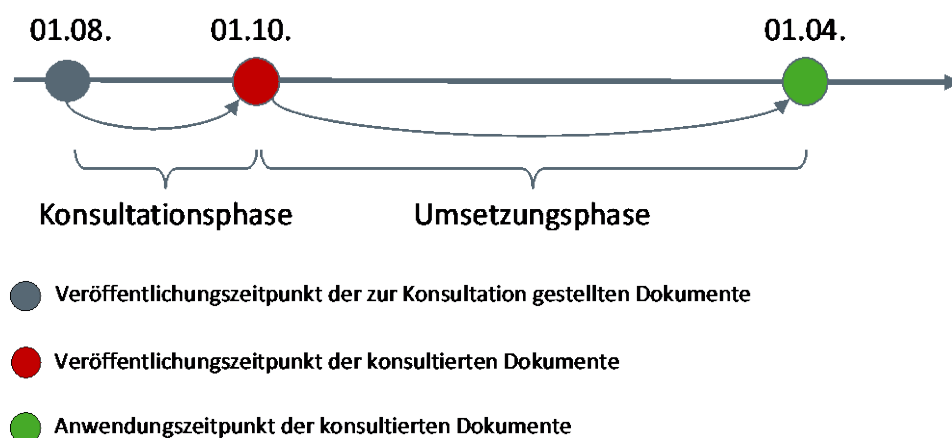 01.08. 01.10. 01.04.
Konsultationsphase Umsetzungsphase
Veröffentlichungszeitpunkt der zur Konsultation gestellten Dokumente
Veröffentlichungszeitpunkt der konsultierten Dokumente
Anwendungszeitpunkt der konsultierten Dokumente